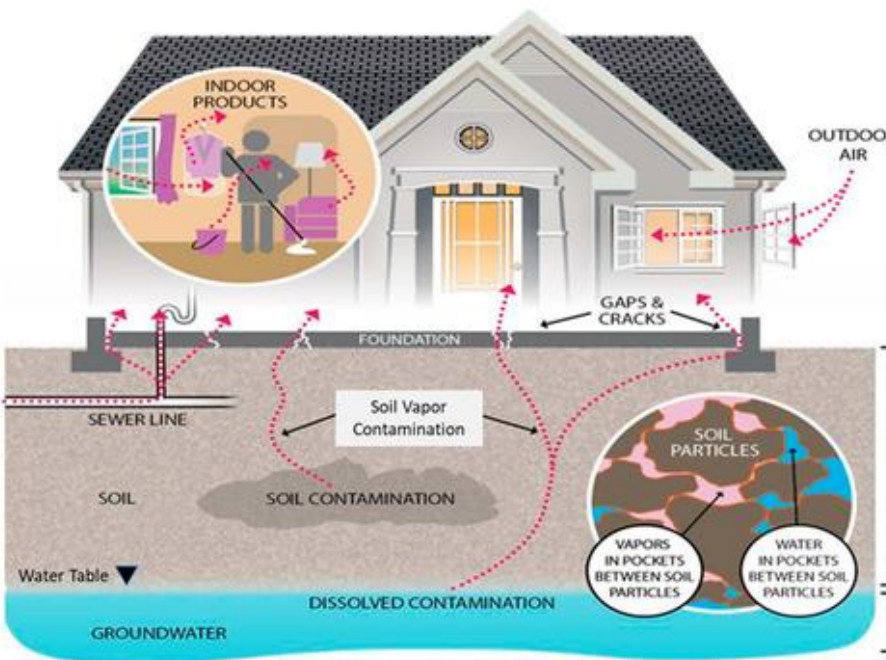 INDOOR
PRODUCTS
OUTDOOR
AIR
GAPS &
CRACKS
FOUNDATION
SEWER LINE
Soil Vapor
Contamination
SOIL
PARTICLES
SOIL
SOIL CONTAMINATION
VAPORS
IN POCKETS
BETWEEN SOIL
PARTICLES
WATER
IN POCKETS
BETWEEN SOIL
PARTICLES
Water Table
DISSOLVED CONTAMINATION
GROUNDWATER